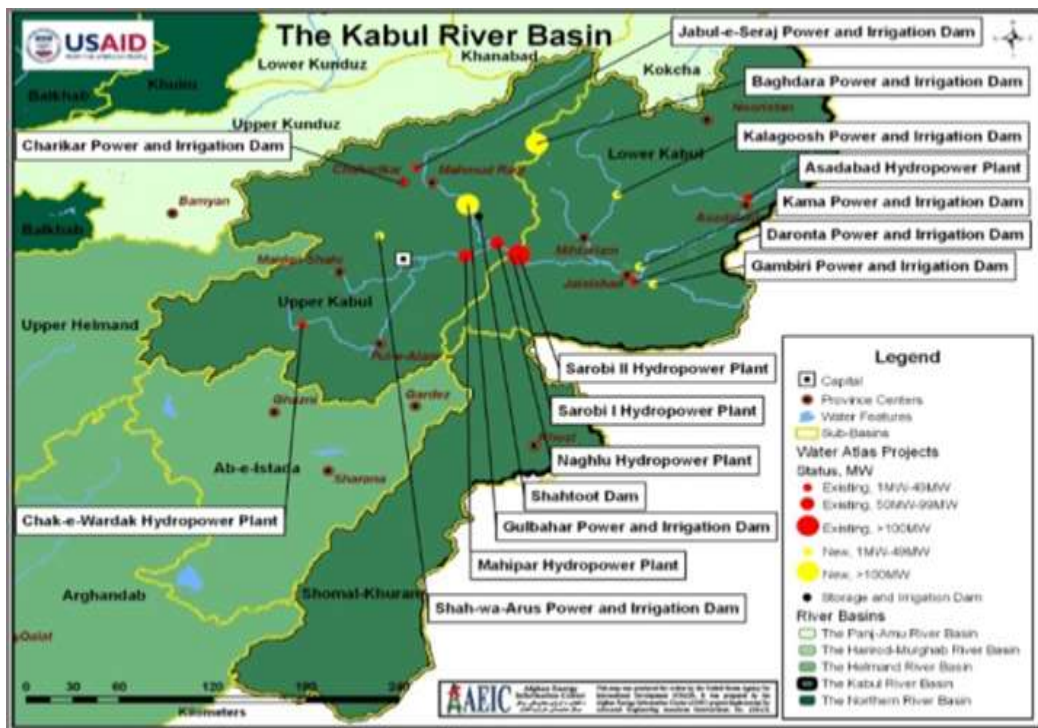 USAID
The Kabul River Basin
Jabul-e-Seraj Power and Irrigation Dam
Baghdara Power and Irrigation Dam
Kalagoosh Power and Irrigation Dam
Asadabad Hydropower Plant
Kama Power and Irrigation Dam
Daronta Power and Irrigation Dam
Gambiri Power and Irrigation Dam
Charikar Power and Irrigation Dam
Lower Kunduz
Khanabad
Kokcha
Balkhab
Khulm
Upper Kunduz
Nooristan
Lower Kabul
Mahmud Raqi
Bamyan
Balkhab
Mihtarlam
Jalalabad
Upper Kabul
Upper Helmand
Ghazni
Gardez
Khost
Ab-e-Istada
Sharana
Sarobi II Hydropower Plant
Sarobi I Hydropower Plant
Naghlu Hydropower Plant
Shahtoot Dam
Gulbahar Power and Irrigation Dam
Mahipar Hydropower Plant
Shah-wa-Arus Power and Irrigation Dam
Chak-e-Wardak Hydropower Plant
Arghandab
Shomal-Khuram
Qalat
Legend
Capital
Province Centers
Water Features
Sub-Basins
Water Atlas Projects
Status, MW
Existing, 1MW-49MW
Existing, 50MW-99MW
Existing, >100MW
New, 1MW-49MW
New, >100MW
Storage and Irrigation Dam
River Basins
The Panj-Amu River Basin
The Harirod-Murghab River Basin
The Helmand River Basin
The Kabul River Basin
The Northern River Basin
0 60 120 180 240
Kilometers
AEIC
Afghan Energy
Information Center